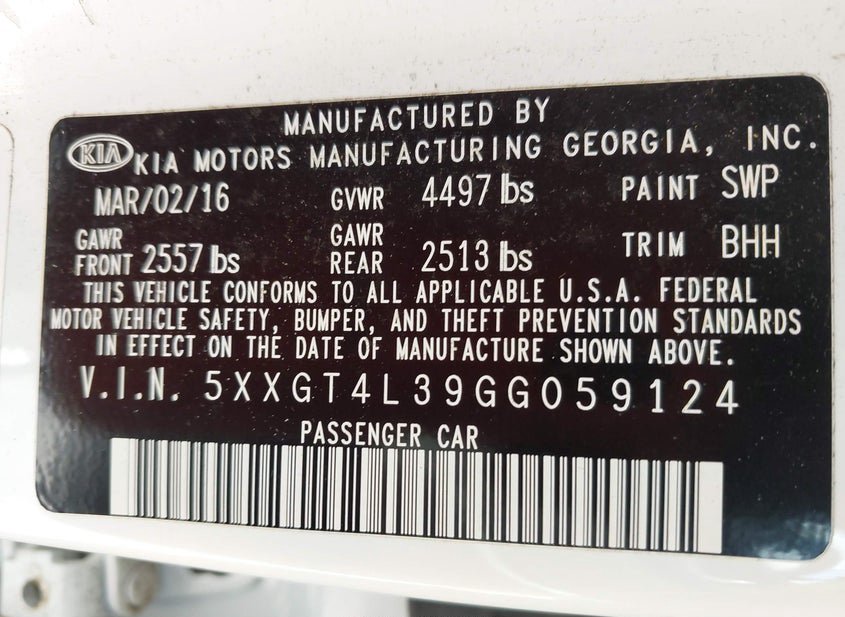 MANUFACTURED BY
KIA KIA MOTORS MANUFACTURING GEORGIA, INC.
MAR/02/16 GVWR 4497 lbs PAINT SWP
GAWR FRONT 2557 lbs GAWR REAR 2513 lbs TRIM BHH
THIS VEHICLE CONFORMS TO ALL APPLICABLE U.S.A. FEDERAL
MOTOR VEHICLE SAFETY, BUMPER, AND THEFT PREVENTION STANDARDS
IN EFFECT ON THE DATE OF MANUFACTURE SHOWN ABOVE.
V.I.N. 5XXGT4L39GG059124
PASSENGER CAR